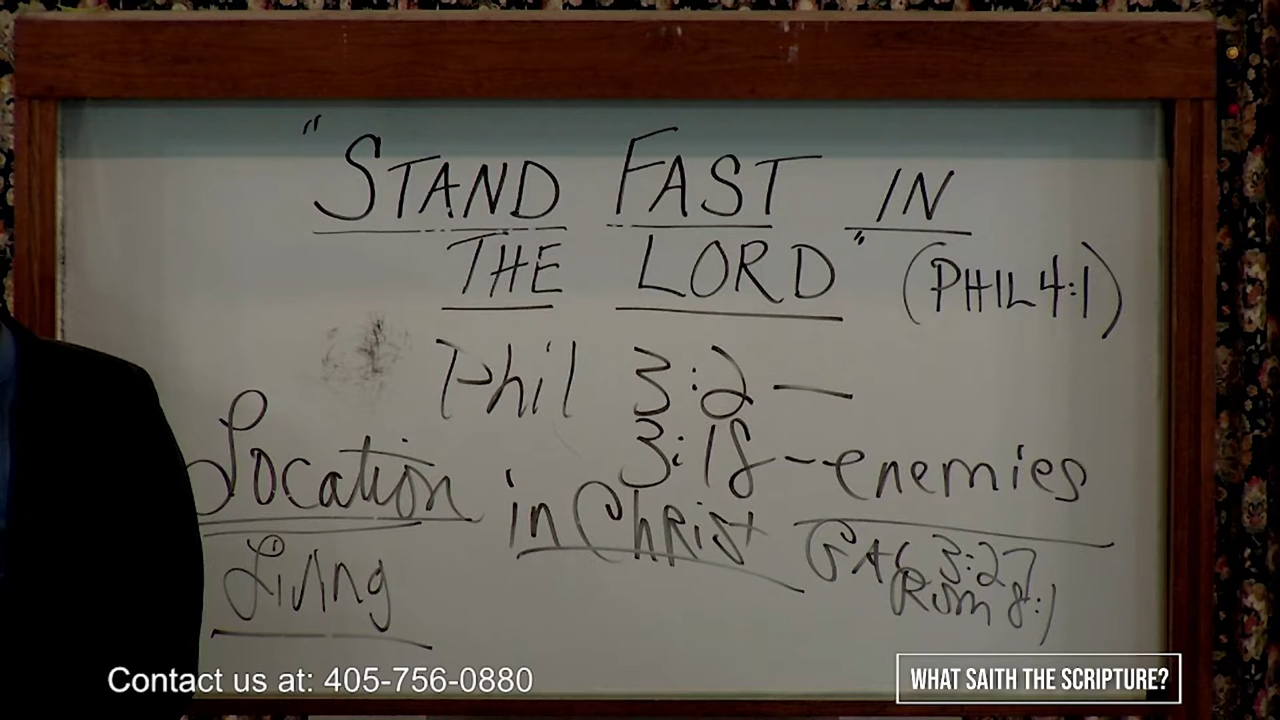 "STAND FAST IN
THE LORD" (PHIL 4:1)
Phil 3:2 —
3:18 - enemies
Location in Christ
GAL 3:27
Rom 8:1
Living
Contact us at: 405-756-0880
WHAT SAITH THE SCRIPTURE?